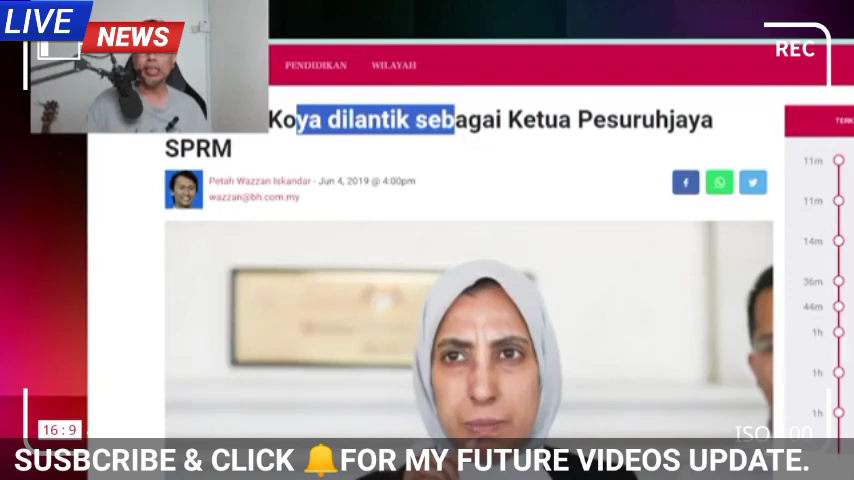 LIVE
NEWS
REC
PENDIDIKAN WILAYAH
Koya dilantik sebagai Ketua Pesuruhjaya
SPRM
Petah Wazzan Iskandar - Jun 4, 2019 @ 4:00pm
wazzan@bh.com.my
11m
11m
14m
36m
44m
1h
1h
1h
16:9
ISO
SUSBCRIBE & CLICK 🔔FOR MY FUTURE VIDEOS UPDATE.